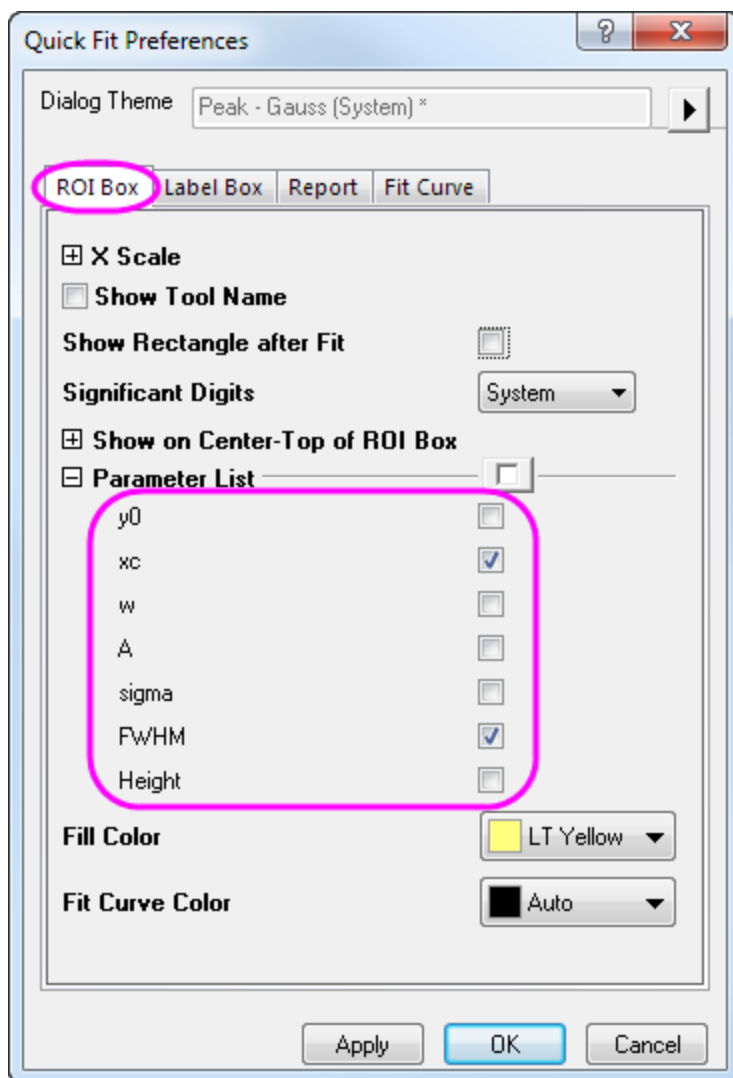 Quick Fit Preferences
Dialog Theme Peak - Gauss (System) *
ROI Box Label Box Report Fit Curve
X Scale
Show Tool Name
Show Rectangle after Fit
Significant Digits System
Show on Center-Top of ROI Box
Parameter List
y0
xc
w
A
sigma
FWHM
Height
Fill Color LT Yellow
Fit Curve Color Auto
Apply OK Cancel